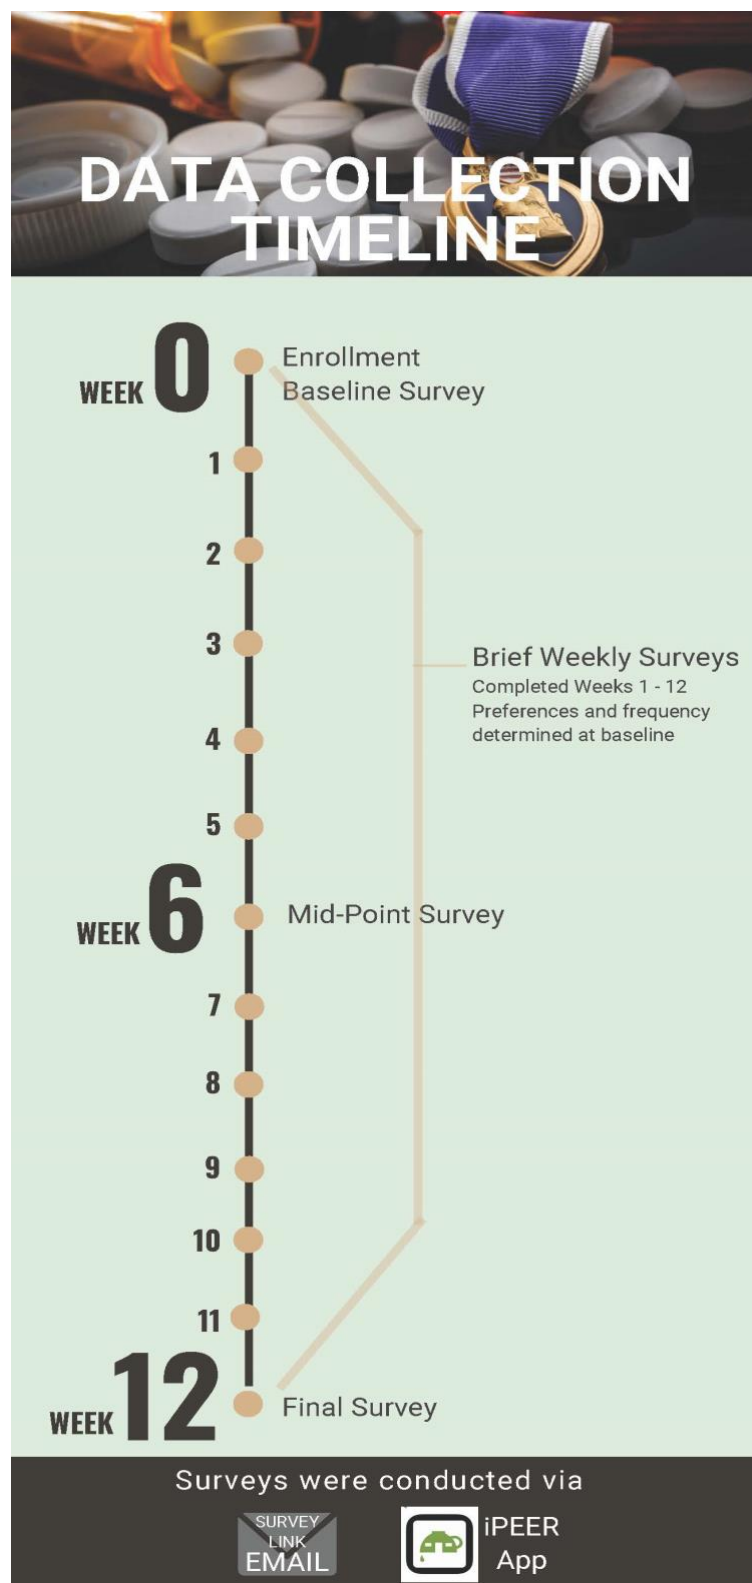 DATA COLLECTION
TIMELINE
WEEK 0
Enrollment
Baseline Survey
1
2
3
Brief Weekly Surveys
Completed Weeks 1 - 12
Preferences and frequency
determined at baseline
4
5
WEEK 6
Mid-Point Survey
7
8
9
10
11
WEEK 12
Final Survey
Surveys were conducted via
SURVEY
LINK
EMAIL
iPEER
App